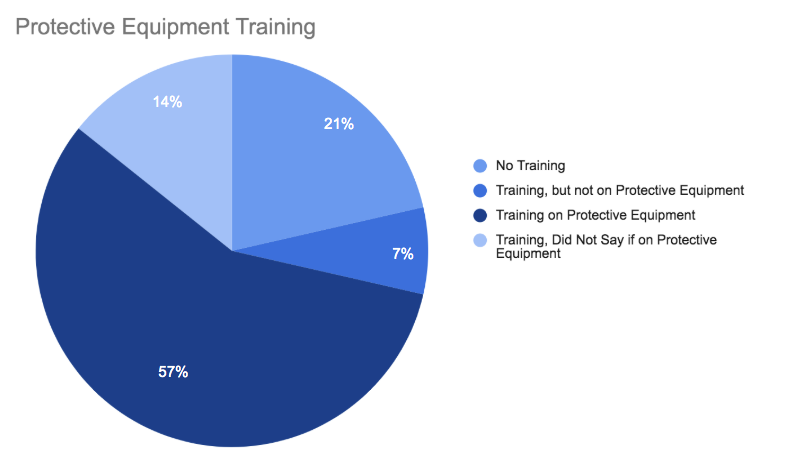 Protective Equipment Training
14%
21%
7%
57%
No Training
Training, but not on Protective Equipment
Training on Protective Equipment
Training, Did Not Say if on Protective
Equipment